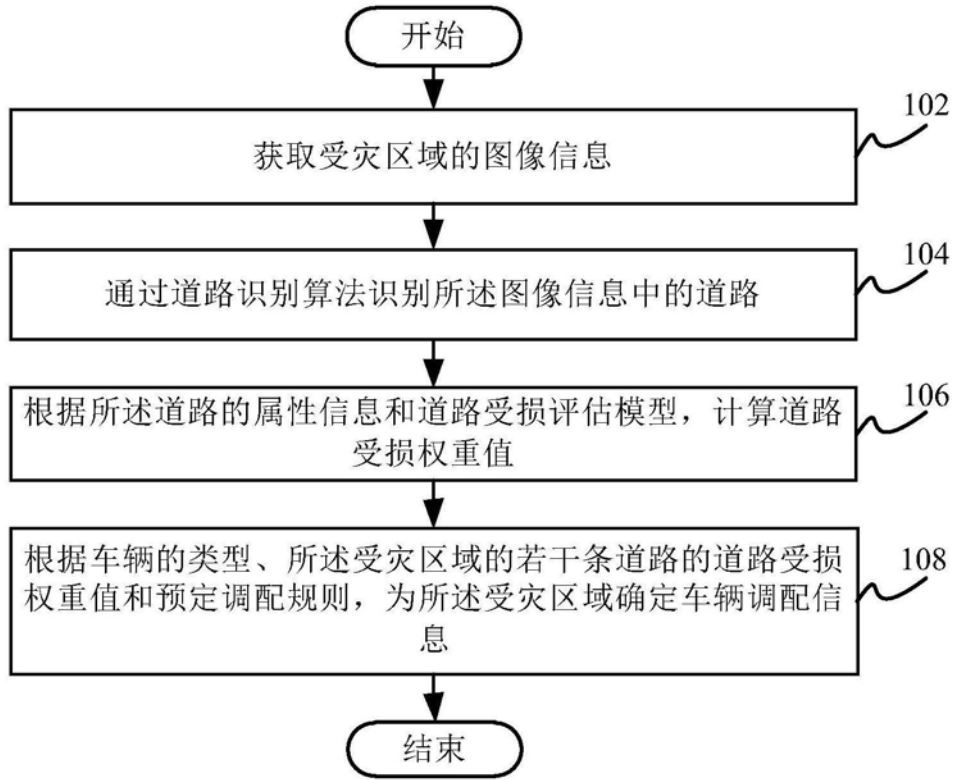 开始
102
获取受灾区域的图像信息
104
通过道路识别算法识别所述图像信息中的道路
106
根据所述道路的属性信息和道路受损评估模型，计算道路
受损权重值
108
根据车辆的类型、所述受灾区域的若干条道路的道路受损
权重值和预定调配规则，为所述受灾区域确定车辆调配信
息
结束